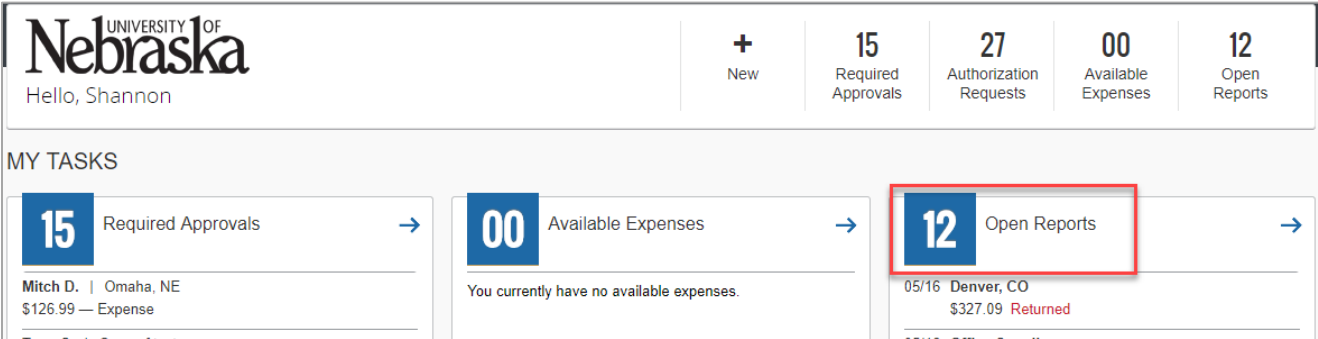 UNIVERSITY OF
Nebraska
Hello, Shannon
+
New
15
Required
Approvals
27
Authorization
Requests
00
Available
Expenses
12
Open
Reports
MY TASKS
15 Required Approvals →
Mitch D. | Omaha, NE
$126.99 — Expense
00 Available Expenses →
You currently have no available expenses.
12 Open Reports →
05/16 Denver, CO
$327.09 Returned